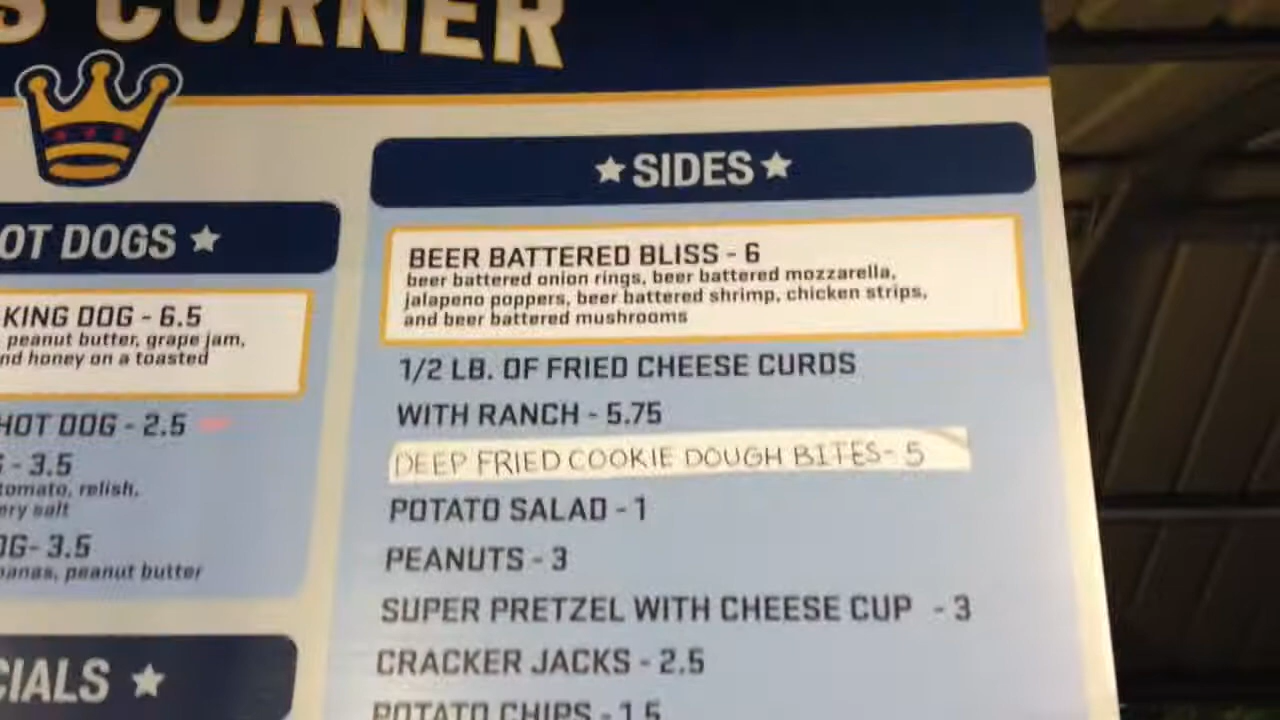 S CORNER
OT DOGS
KING DOG - 6.5
peanut butter, grape jam,
nd honey on a toasted
HOT DOG - 2.5
- 3.5
tomato, relish,
ery salt
OG- 3.5
anas, peanut butter
CIALS
SIDES
BEER BATTERED BLISS - 6
beer battered onion rings, beer battered mozzarella,
jalapeno poppers, beer battered shrimp, chicken strips,
and beer battered mushrooms
1/2 LB. OF FRIED CHEESE CURDS
WITH RANCH - 5.75
DEEP FRIED COOKIE DOUGH BITES- 5
POTATO SALAD - 1
PEANUTS - 3
SUPER PRETZEL WITH CHEESE CUP - 3
CRACKER JACKS - 2.5
POTATO CHIPS - 1.5